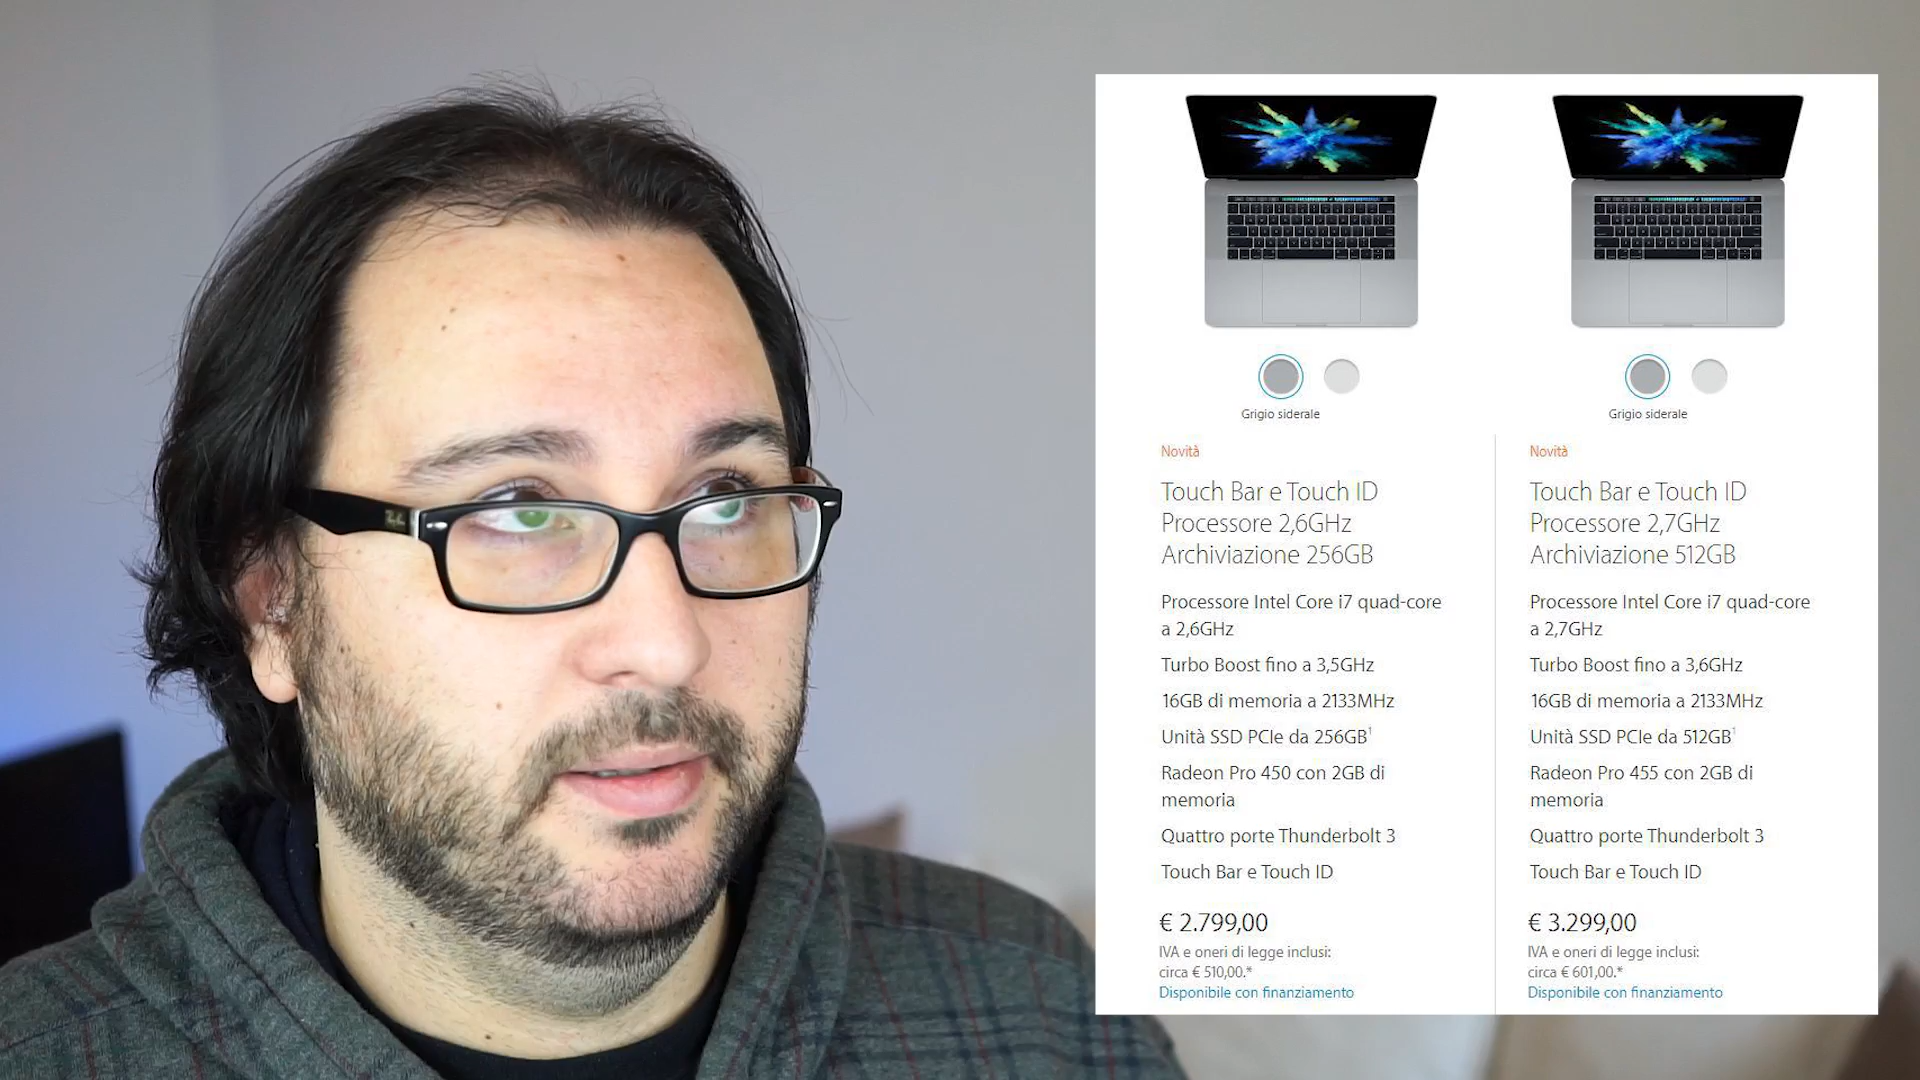 Grigio siderale
Novità
Touch Bar e Touch ID
Processore 2,6GHz
Archiviazione 256GB
Processore Intel Core i7 quad-core
a 2,6GHz
Turbo Boost fino a 3,5GHz
16GB di memoria a 2133MHz
Unità SSD PCIe da 256GB¹
Radeon Pro 450 con 2GB di
memoria
Quattro porte Thunderbolt 3
Touch Bar e Touch ID
€ 2.799,00
IVA e oneri di legge inclusi:
circa € 510,00.*
Disponibile con finanziamento
Grigio siderale
Novità
Touch Bar e Touch ID
Processore 2,7GHz
Archiviazione 512GB
Processore Intel Core i7 quad-core
a 2,7GHz
Turbo Boost fino a 3,6GHz
16GB di memoria a 2133MHz
Unità SSD PCIe da 512GB¹
Radeon Pro 455 con 2GB di
memoria
Quattro porte Thunderbolt 3
Touch Bar e Touch ID
€ 3.299,00
IVA e oneri di legge inclusi:
circa € 601,00.*
Disponibile con finanziamento